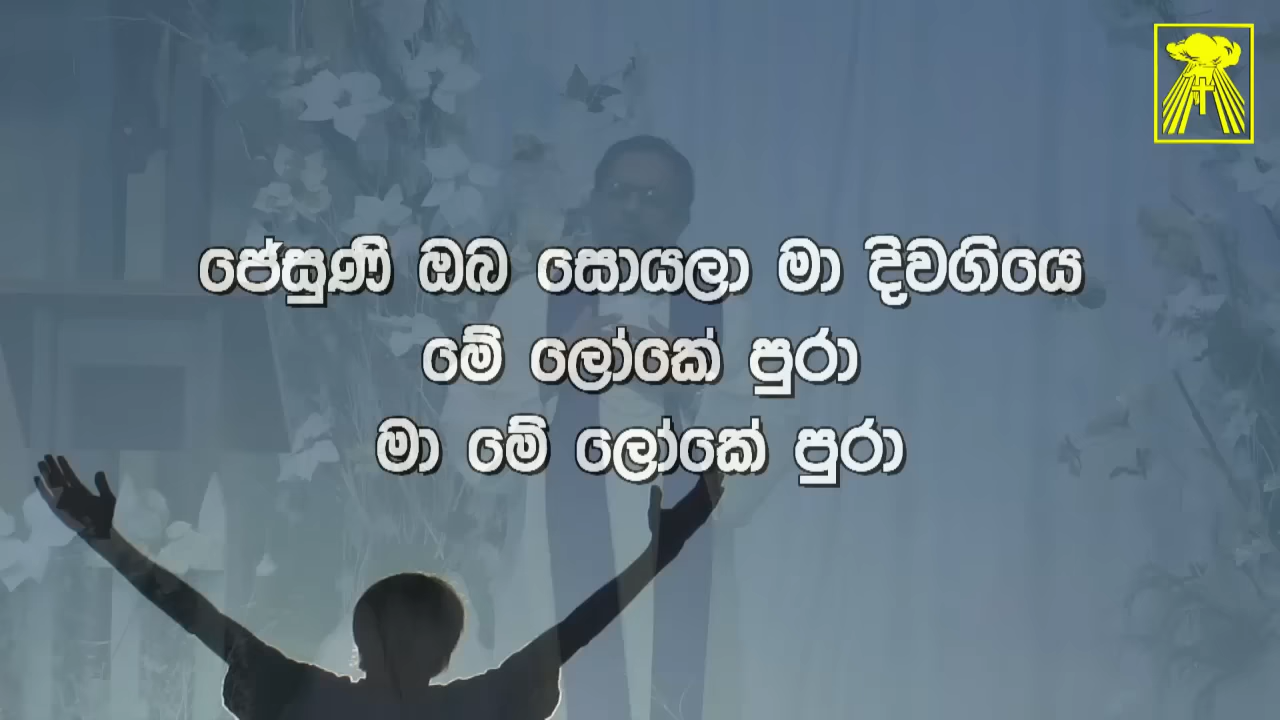 ජේසුණි ඔබ සොයලා මා දිවගියෙ
මේ ලෝකේ පුරා
මා මේ ලෝකේ පුරා